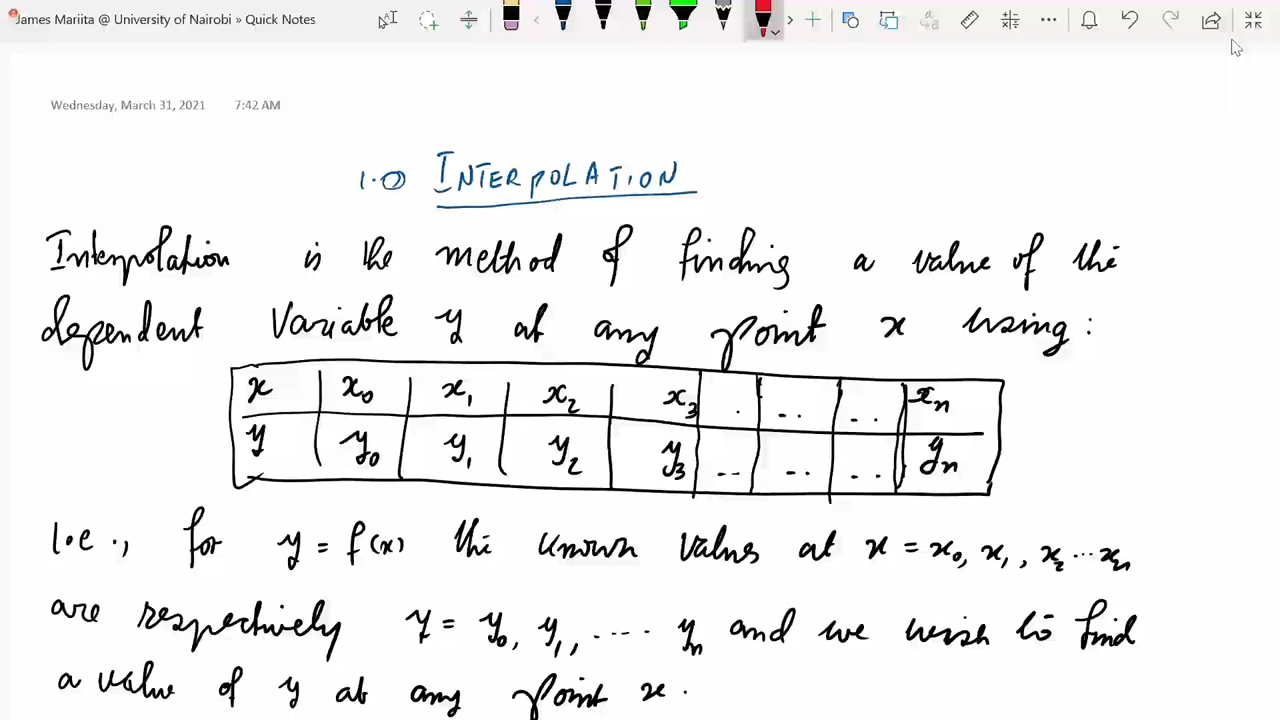 James Mariita @ University of Nairobi » Quick Notes
Wednesday, March 31, 2021 7:42 AM
1.0 INTERPOLATION
Interpolation is the method of finding a value of the
dependent variable y at any point x using:
x x₀ x₁ x₂ x₃ . .. .. xₙ
y y₀ y₁ y₂ y₃ .. .. .. yₙ
I.e., for y = f(x) the known values at x = x₀, x₁, x₂ ... xₙ
are respectively y = y₀, y₁, .... yₙ and we wish to find
a value of y at any point x.